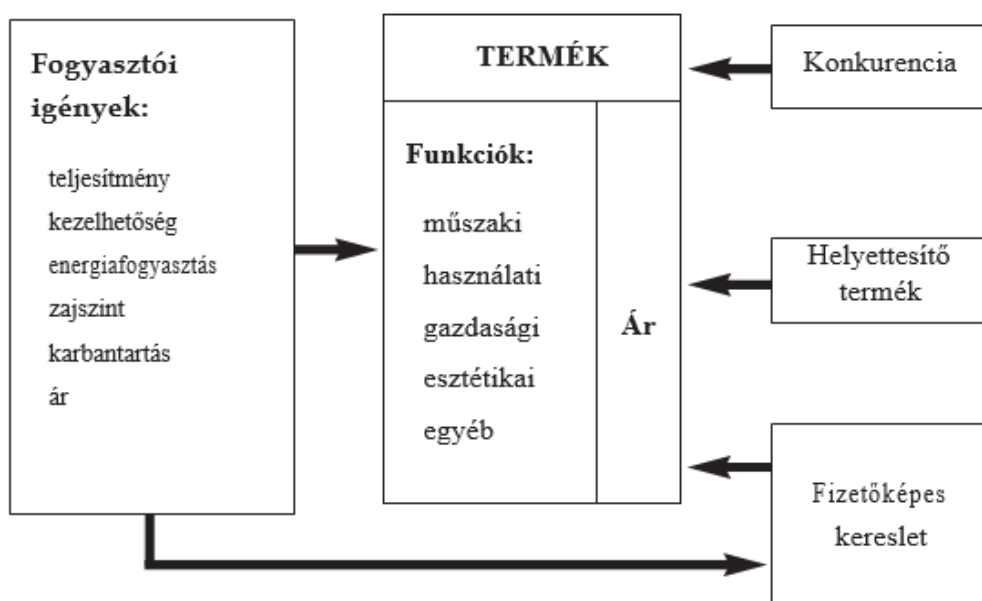 Fogyasztói
igények:
teljesítmény
kezelhetőség
energiafogyasztás
zajszint
karbantartás
ár
TERMÉK
Funkciók:
műszaki
használati
gazdasági
esztétikai
egyéb
Ár
Konkurencia
Helyettesítő
termék
Fizetőképes
kereslet